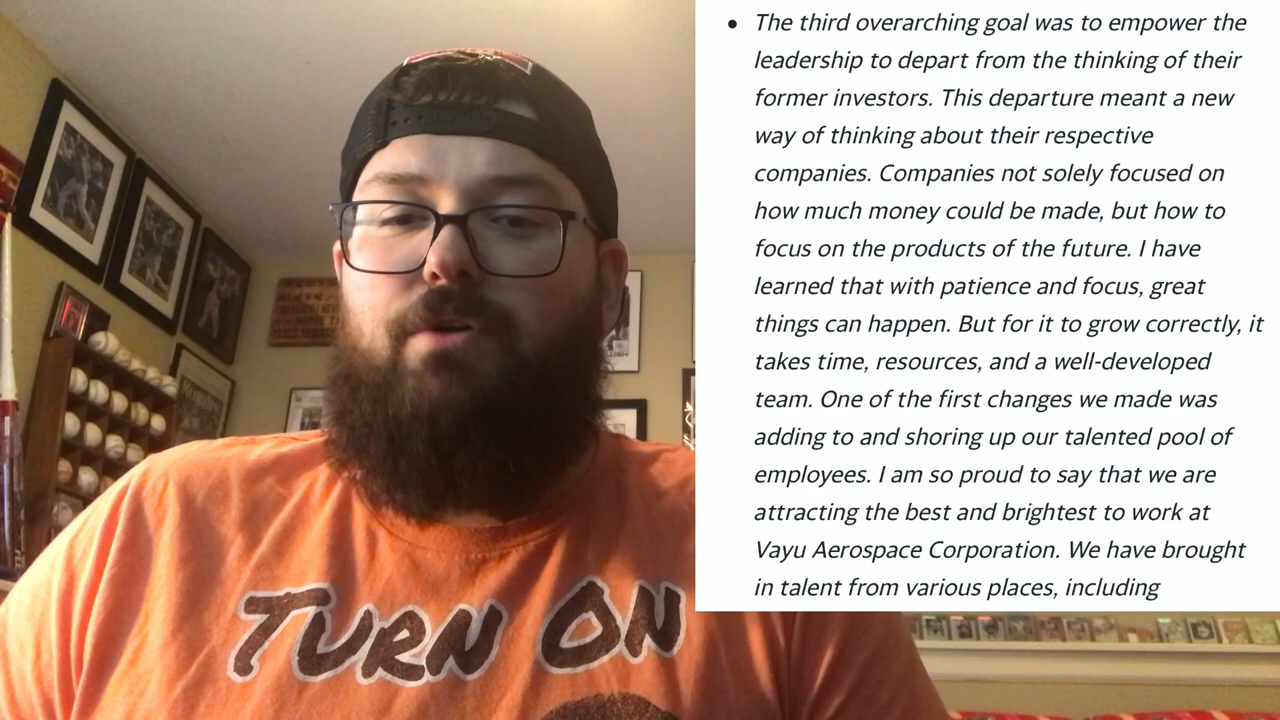 The third overarching goal was to empower the
leadership to depart from the thinking of their
former investors. This departure meant a new
way of thinking about their respective
companies. Companies not solely focused on
how much money could be made, but how to
focus on the products of the future. I have
learned that with patience and focus, great
things can happen. But for it to grow correctly, it
takes time, resources, and a well-developed
team. One of the first changes we made was
adding to and shoring up our talented pool of
employees. I am so proud to say that we are
attracting the best and brightest to work at
Vayu Aerospace Corporation. We have brought
in talent from various places, including
TURN ON